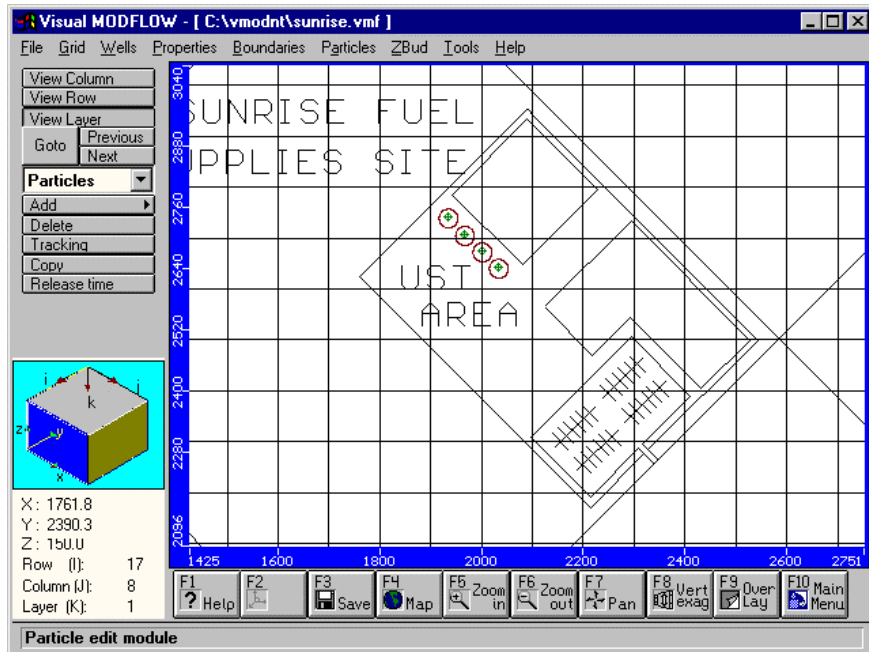 Visual MODFLOW - [ C:\vmodnt\sunrise.vmf ]
File Grid Wells Properties Boundaries Particles ZBud Tools Help
View Column
View Row
View Layer
Goto
Previous
Next
Particles
Add
Delete
Tracking
Copy
Release time
3040
2880
2760
2640
2520
2400
2280
2096
SUNRISE FUEL
UPPLIES SITE
UST
AREA
i
j
k
z
y
x
X : 1761.8
Y : 2390.3
Z : 150.0
Row (I): 17
Column (J): 8
Layer (K): 1
1425 1600 1800 2000 2200 2400 2600 2751
F1 ? Help
F2
F3 Save
F4 Map
F5 Zoom in
F6 Zoom out
F7 Pan
F8 Vert exag
F9 Over Lay
F10 Main Menu
Particle edit module